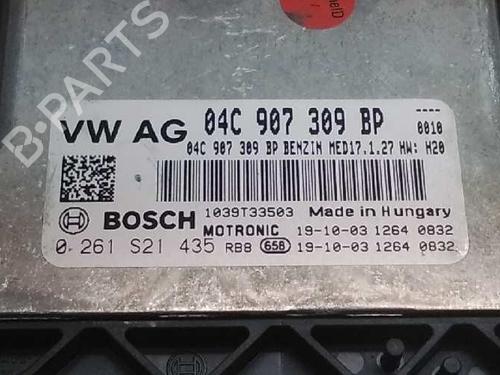 VW AG 04C 907 309 BP
0010
04C 907 309 BP BENZIN MED17.1.27 HW: H20
BOSCH 1039T33503 Made in Hungary
MOTRONIC 19-10-03 1264 0832
0 261 S21 435 RBB 658 19-10-03 1264 0832
B-PARTS